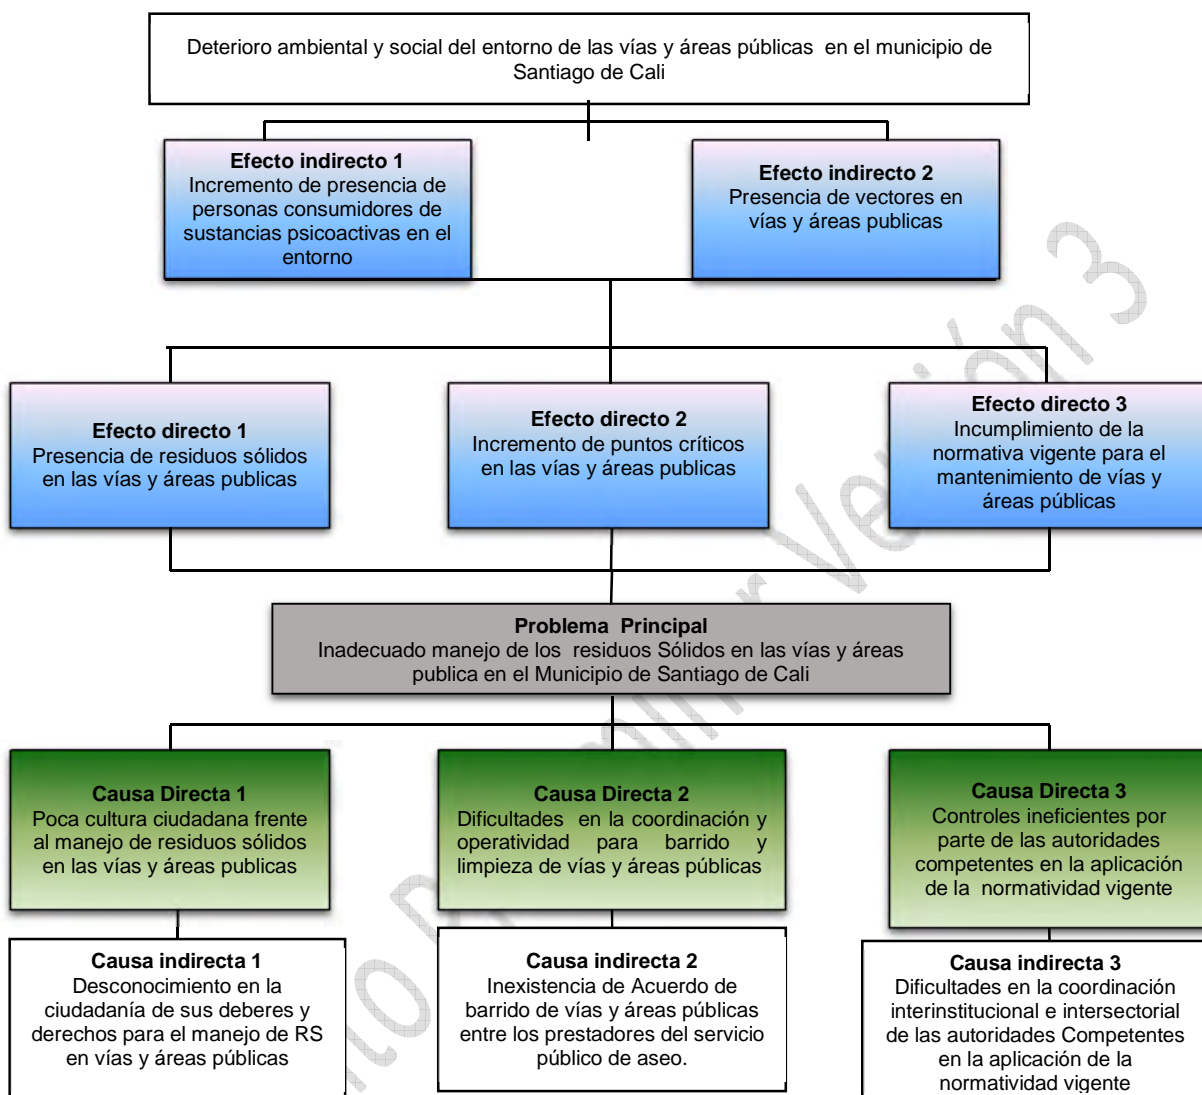 Deterioro ambiental y social del entorno de las vías y áreas públicas en el municipio de
Santiago de Cali
Efecto indirecto 1
Incremento de presencia de
personas consumidores de
sustancias psicoactivas en el
entorno
Efecto indirecto 2
Presencia de vectores en
vías y áreas publicas
Efecto directo 1
Presencia de residuos sólidos
en las vías y áreas publicas
Efecto directo 2
Incremento de puntos críticos
en las vías y áreas publicas
Efecto directo 3
Incumplimiento de la
normativa vigente para el
mantenimiento de vías y
áreas públicas
Problema Principal
Inadecuado manejo de los residuos Sólidos en las vías y áreas
publica en el Municipio de Santiago de Cali
Causa Directa 1
Poca cultura ciudadana frente
al manejo de residuos sólidos
en las vías y áreas publicas
Causa Directa 2
Dificultades en la coordinación y
operatividad para barrido y
limpieza de vías y áreas públicas
Causa Directa 3
Controles ineficientes por
parte de las autoridades
competentes en la aplicación
de la normatividad vigente
Causa indirecta 1
Desconocimiento en la
ciudadanía de sus deberes y
derechos para el manejo de RS
en vías y áreas públicas
Causa indirecta 2
Inexistencia de Acuerdo de
barrido de vías y áreas públicas
entre los prestadores del servicio
público de aseo.
Causa indirecta 3
Dificultades en la coordinación
interinstitucional e intersectorial
de las autoridades Competentes
en la aplicación de la
normatividad vigente
Versión 3